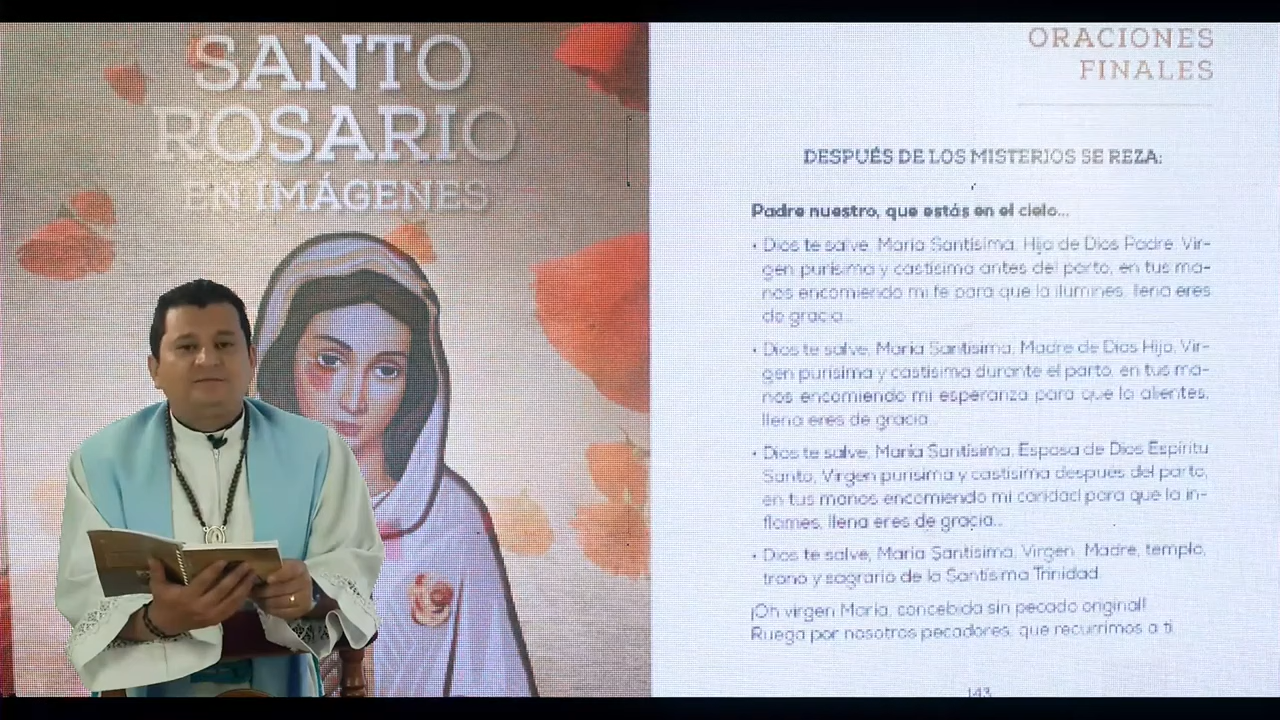 SANTO
ROSARIO
EN IMÁGENES
ORACIONES
FINALES
DESPUÉS DE LOS MISTERIOS SE REZA:
Padre nuestro, que estás en el cielo...
• Dios te salve, María Santísima, Hija de Dios Padre, Vir-
gen purísima y castísima antes del parto, en tus ma-
nos encomiendo mi fe para que la ilumines, llena eres
de gracia...
• Dios te salve, María Santísima, Madre de Dios Hijo, Vir-
gen purísima y castísima durante el parto, en tus ma-
nos encomiendo mi esperanza para que la alientes,
llena eres de gracia
• Dios te salve, María Santísima, Esposa de Dios Espíritu
Santo, Virgen purísima y castísima después del parto,
en tus manos encomiendo mi caridad para que la in-
flames, llena eres de gracia...
• Dios te salve, María Santísima, Virgen Madre, templo,
trono y sagrario de la Santísima Trinidad
¡Oh virgen María, concebida sin pecado original!
Ruega por nosotros pecadores, que recurrimos a ti
143